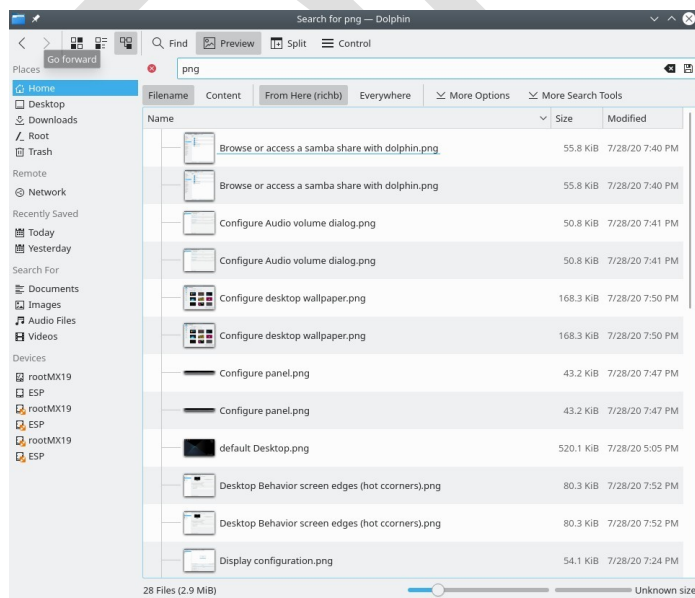 Search for png — Dolphin
Find Preview Split Control
Go forward
Places
Home
Desktop
Downloads
Root
Trash
Remote
Network
Recently Saved
Today
Yesterday
Search For
Documents
Images
Audio Files
Videos
Devices
rootMX19
ESP
rootMX19
ESP
rootMX19
ESP
png
Filename Content From Here (richb) Everywhere More Options More Search Tools
Name Size Modified
Browse or access a samba share with dolphin.png 55.8 KiB 7/28/20 7:40 PM
Browse or access a samba share with dolphin.png 55.8 KiB 7/28/20 7:40 PM
Configure Audio volume dialog.png 50.8 KiB 7/28/20 7:41 PM
Configure Audio volume dialog.png 50.8 KiB 7/28/20 7:41 PM
Configure desktop wallpaper.png 168.3 KiB 7/28/20 7:50 PM
Configure desktop wallpaper.png 168.3 KiB 7/28/20 7:50 PM
Configure panel.png 43.2 KiB 7/28/20 7:47 PM
Configure panel.png 43.2 KiB 7/28/20 7:47 PM
default Desktop.png 520.1 KiB 7/28/20 5:05 PM
Desktop Behavior screen edges (hot ccorners).png 80.3 KiB 7/28/20 7:52 PM
Desktop Behavior screen edges (hot ccorners).png 80.3 KiB 7/28/20 7:52 PM
Display configuration.png 54.1 KiB 7/28/20 7:24 PM
28 Files (2.9 MiB) Unknown size